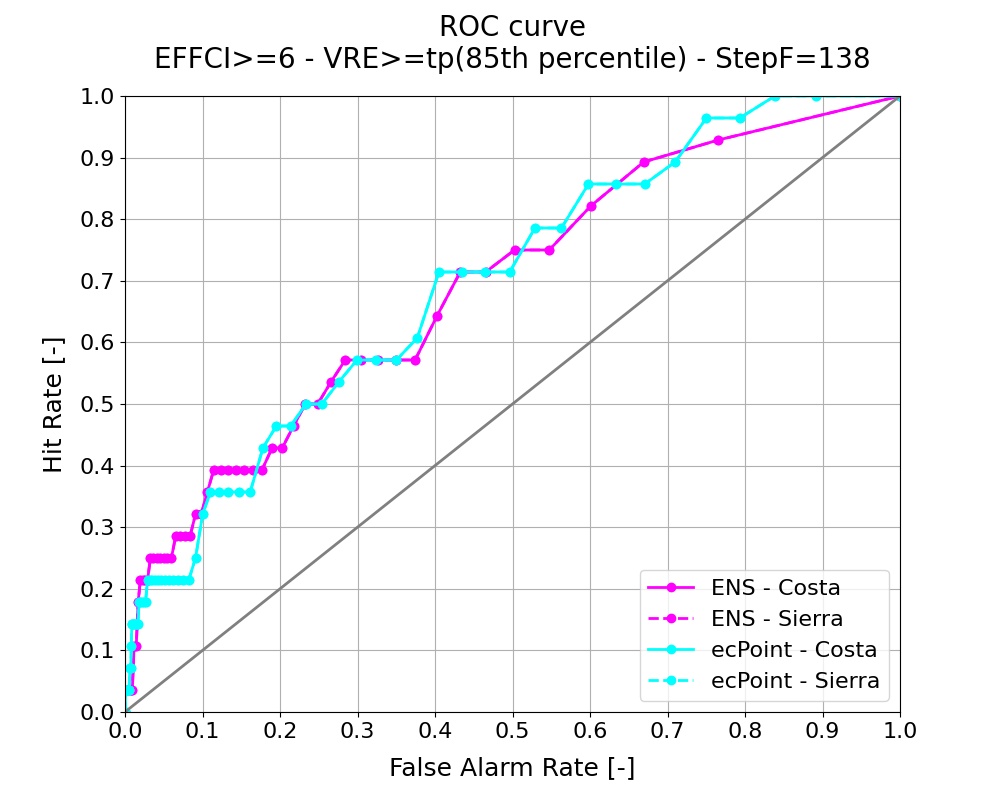 ROC curve
EFFCI>=6 - VRE>=tp(85th percentile) - StepF=138
1.0
0.9
0.8
0.7
0.6
0.5
0.4
0.3
0.2
0.1
0.0
Hit Rate [-]
ENS - Costa
ENS - Sierra
ecPoint - Costa
ecPoint - Sierra
0.0 0.1 0.2 0.3 0.4 0.5 0.6 0.7 0.8 0.9 1.0
False Alarm Rate [-]